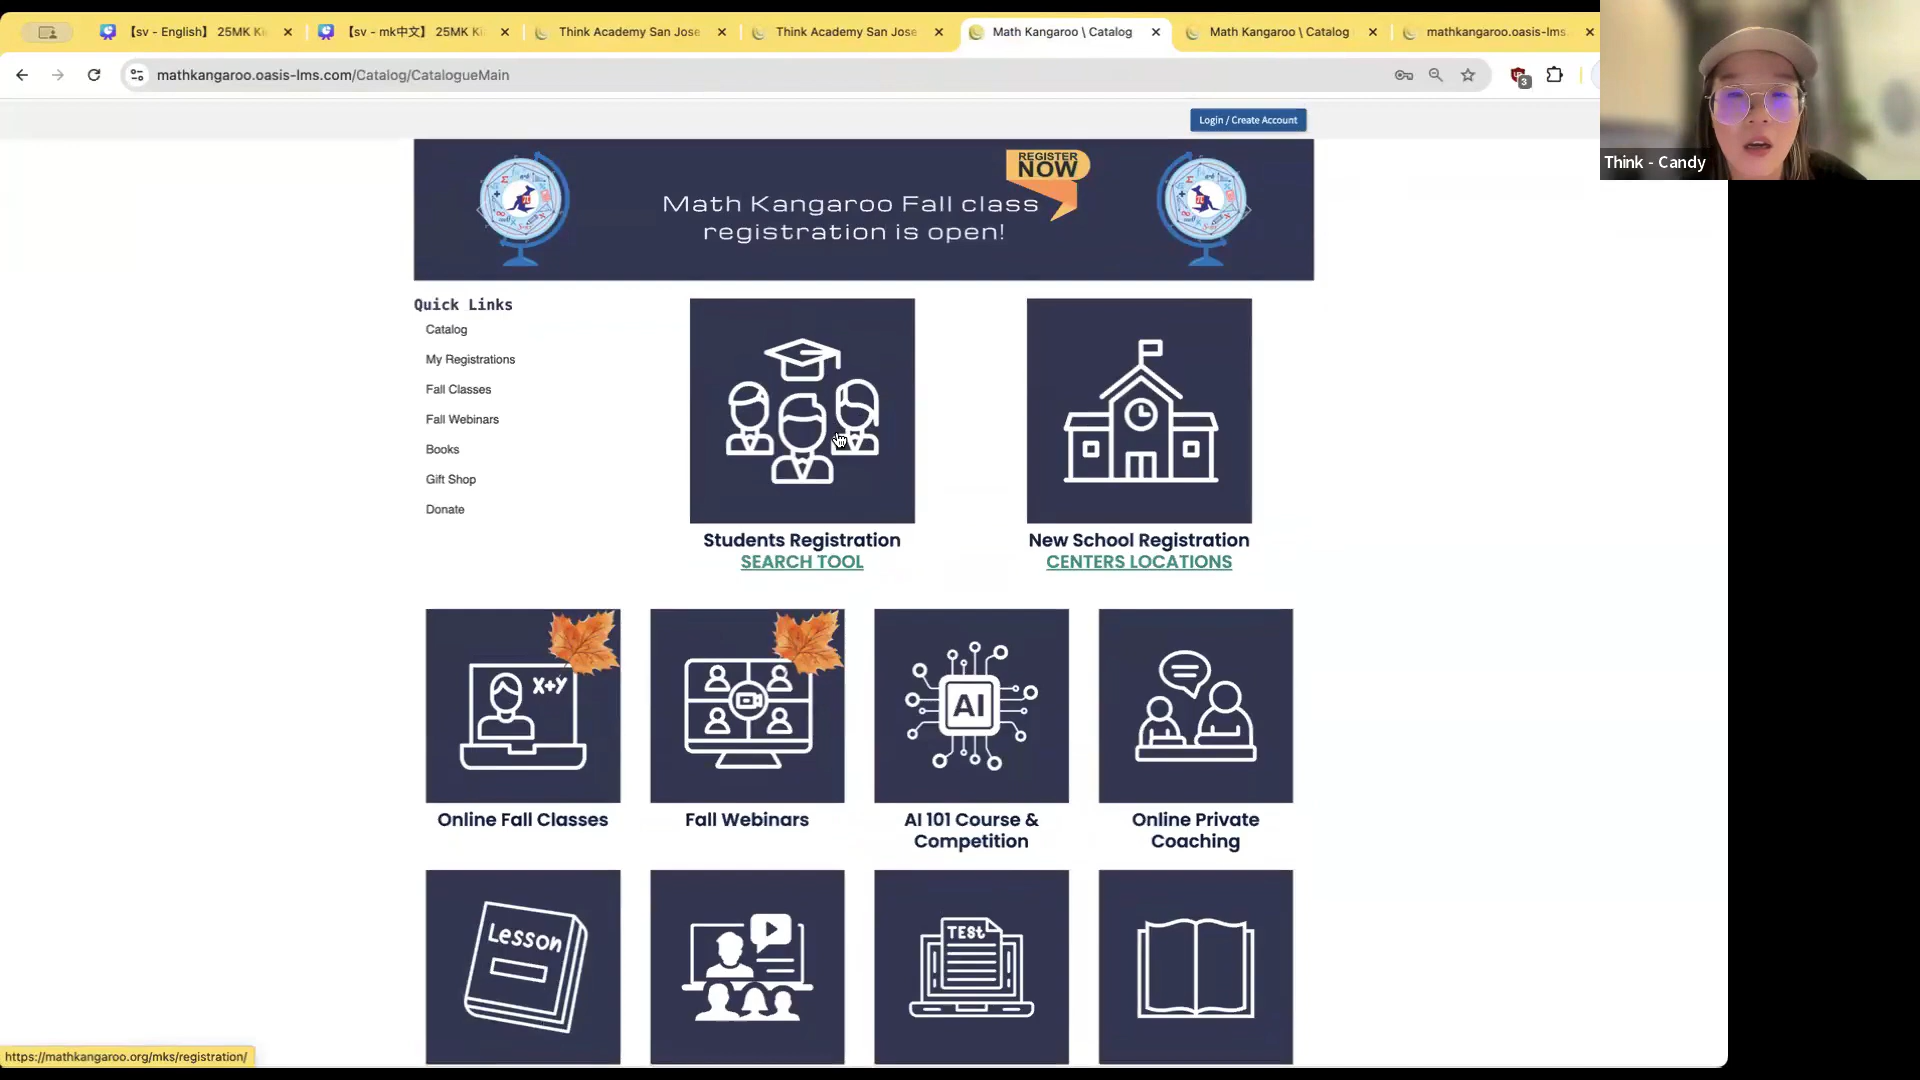 【sv - English】 25MK Ki
【sv - mk中文】 25MK Ki
Think Academy San Jose
Think Academy San Jose
Math Kangaroo \ Catalog
Math Kangaroo \ Catalog
mathkangaroo.oasis-lms.
mathkangaroo.oasis-lms.com/Catalog/CatalogueMain
3
Login / Create Account
Think - Candy
REGISTER
NOW
Math Kangaroo Fall class
registration is open!
Quick Links
Catalog
My Registrations
Fall Classes
Fall Webinars
Books
Gift Shop
Donate
Students Registration
SEARCH TOOL
New School Registration
CENTERS LOCATIONS
X+Y
AI
Online Fall Classes
Fall Webinars
AI 101 Course &
Competition
Online Private
Coaching
Lesson
TEST
https://mathkangaroo.org/mks/registration/